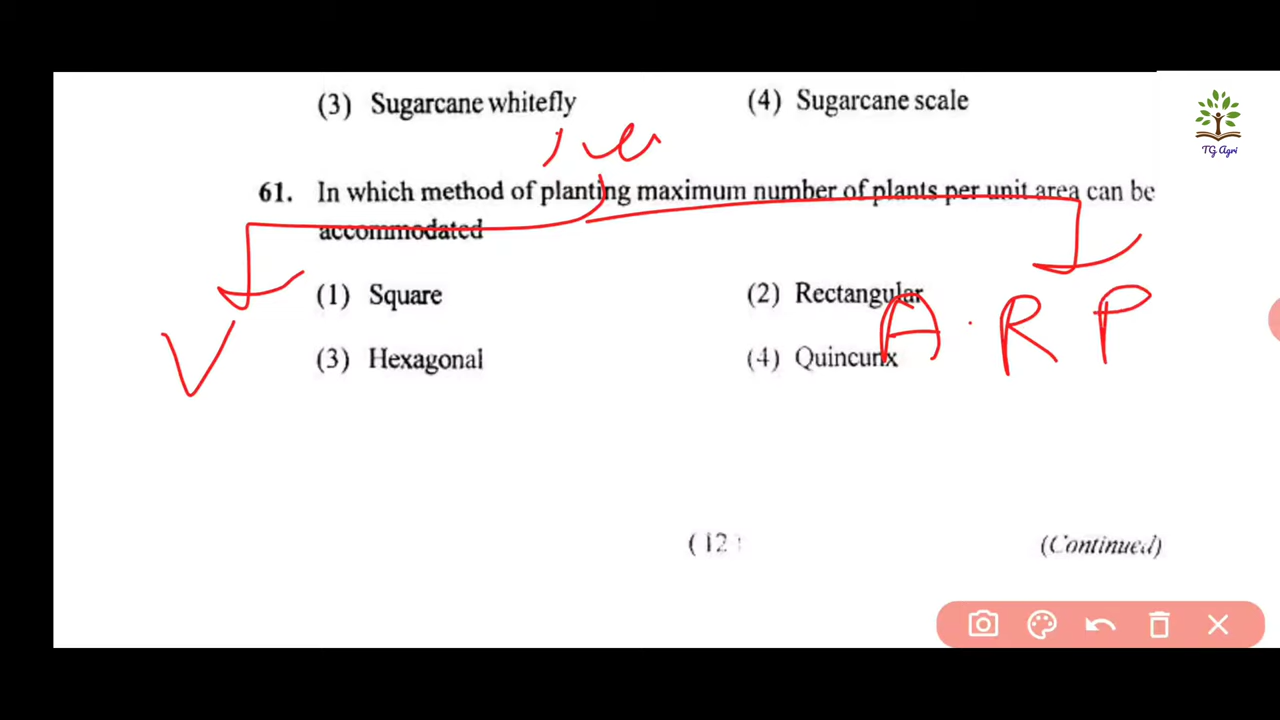 (3) Sugarcane whitefly (4) Sugarcane scale
TG Agri
61. In which method of planting maximum number of plants per unit area can be
accommodated
(1) Square (2) Rectangular
(3) Hexagonal (4) Quincunx
V A.RP
(12)
(Continued)